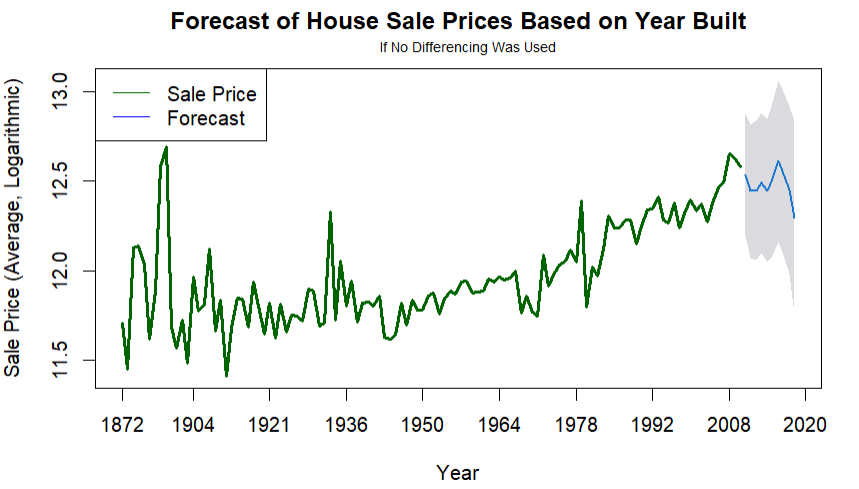 Forecast of House Sale Prices Based on Year Built
If No Differencing Was Used
Sale Price (Average, Logarithmic)
13.0
12.5
12.0
11.5
Sale Price
Forecast
1872 1904 1921 1936 1950 1964 1978 1992 2008 2020
Year